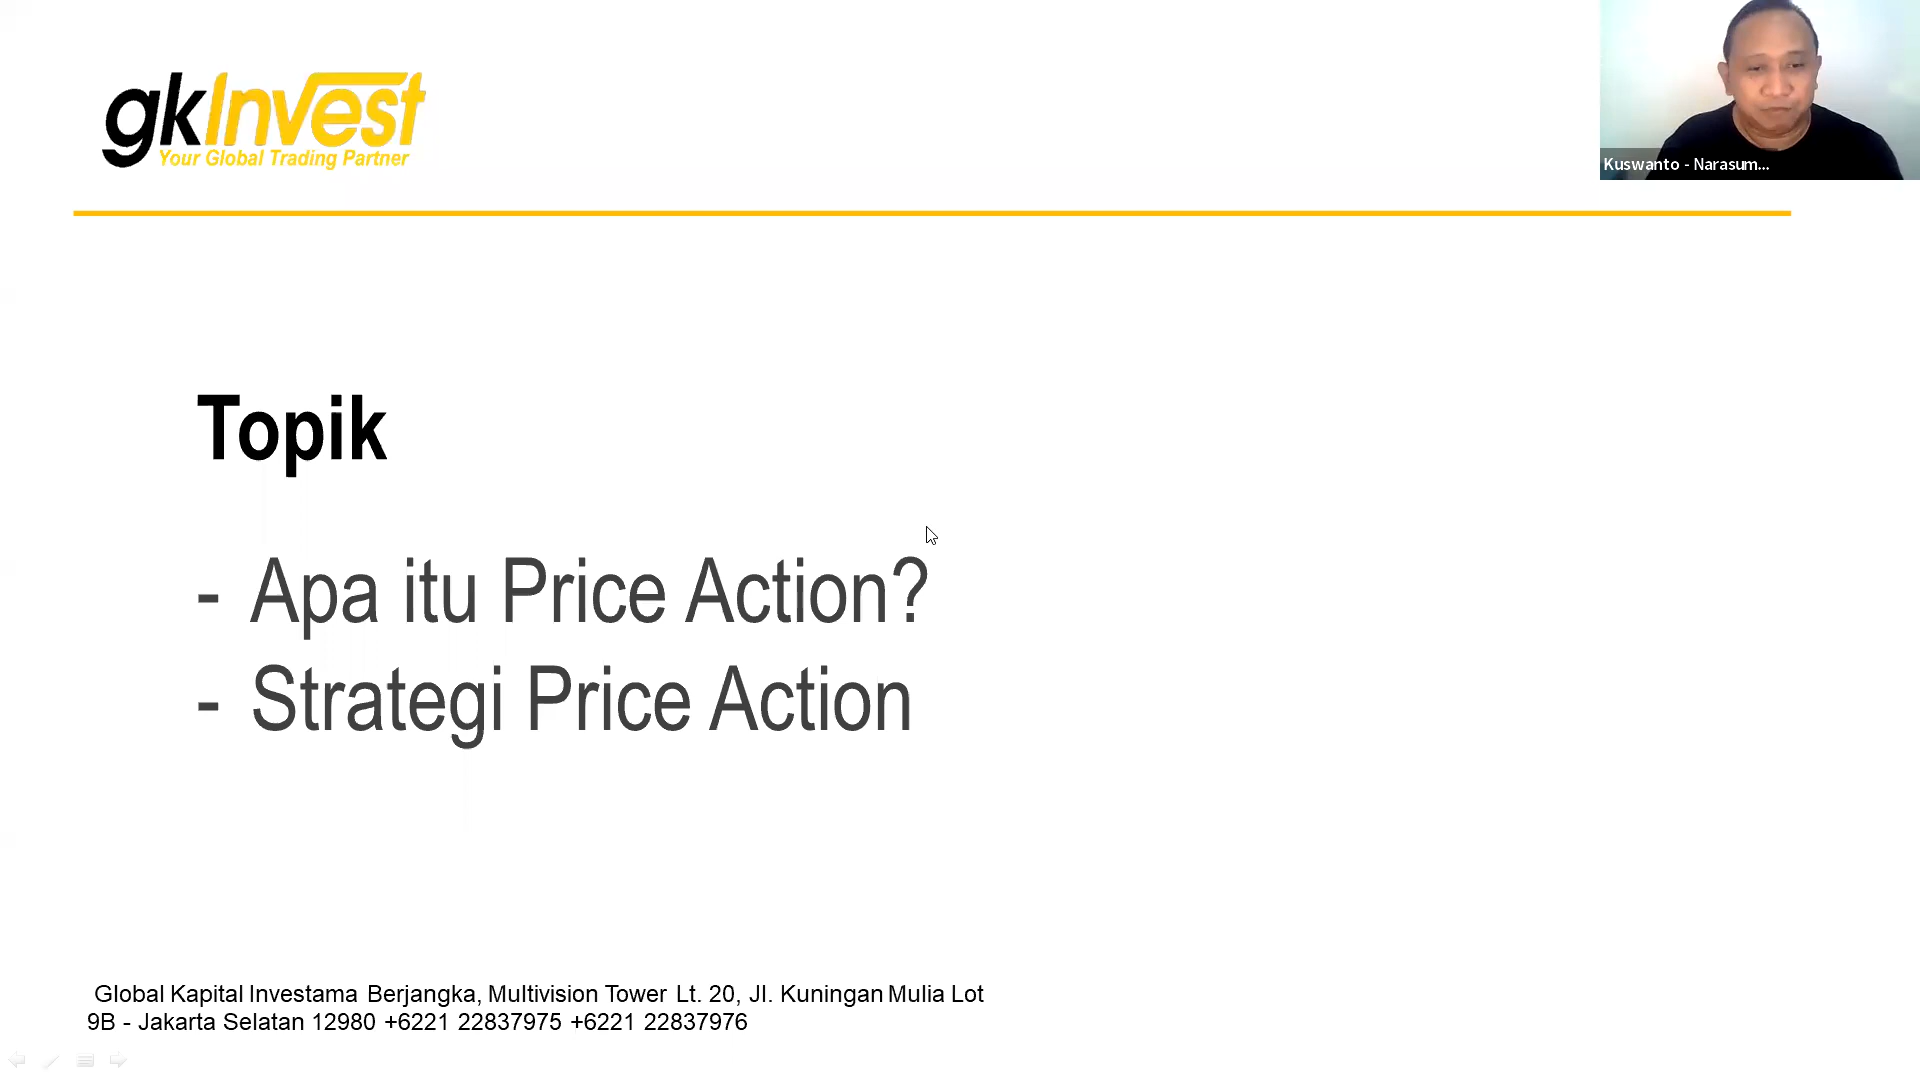 gkInvest
Your Global Trading Partner
Kuswanto - Narasum...
Topik
- Apa itu Price Action?
- Strategi Price Action
Global Kapital Investama Berjangka, Multivision Tower Lt. 20, Jl. Kuningan Mulia Lot
9B - Jakarta Selatan 12980 +6221 22837975 +6221 22837976